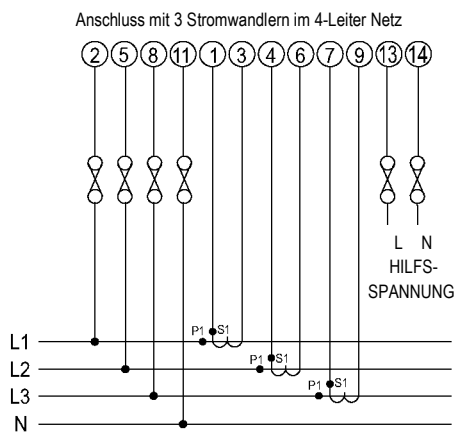 Anschluss mit 3 Stromwandlern im 4-Leiter Netz
2 5 8 11 1 3 4 6 7 9 13 14
L N
HILFS-
SPANNUNG
L1 P1 S1
L2 P1 S1
L3 P1 S1
N